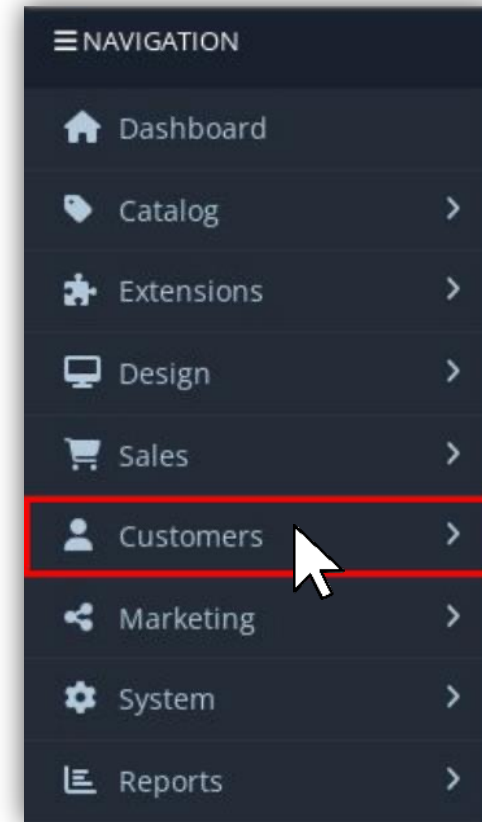 NAVIGATION
Dashboard
Catalog
Extensions
Design
Sales
Customers
Marketing
System
Reports